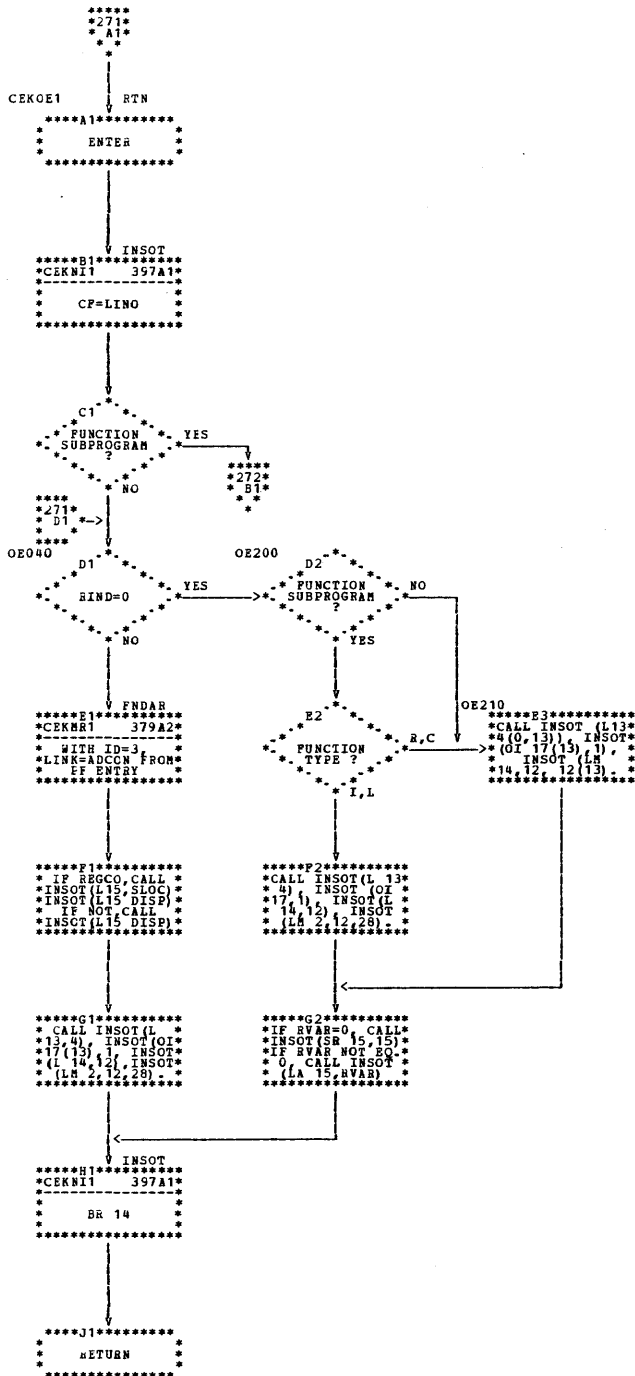 271
A1
CEKOE1 RTN
A1
ENTER
INSOT
B1
CEKNI1 397A1
CF=LINO
C1
FUNCTION
SUBPROGRAM
?
YES
NO
272
B1
271
D1
OE040
D1
RIND=0
YES
NO
OE200
D2
FUNCTION
SUBPROGRAM
?
NO
YES
FNDAR
E1
CEKMR1 379A2
WITH ID=3,
LINK=ADCCN FROM
PF ENTRY
E2
FUNCTION
TYPE ?
R,C
I,L
OE210
E3
CALL INSOT (L13
4(0,13)), INSOT
(OI 17(13),1),
INSOT (LM
14,12, 12(13).
F1
IF REGCO,CALL
INSOT(L15,SLOC)
INSOT(L15 DISP)
IF NOT,CALL
INSOT(L15 DISP)
F2
CALL INSOT(L 13
4), INSOT (OI
17,1), INSOT(L
14,12), INSOT
(LM 2,12,28).
G1
CALL INSOT(L
13,4), INSOT(OI
17(13),1, INSOT
(L 14,12),INSOT
(LM 2,12,28).
G2
IF RVAR=0, CALL
INSOT(SR 15,15)
IF RVAR NOT EQ.
0, CALL INSOT
(LA 15,RVAR)
INSOT
H1
CEKNI1 397A1
BR 14
J1
RETURN